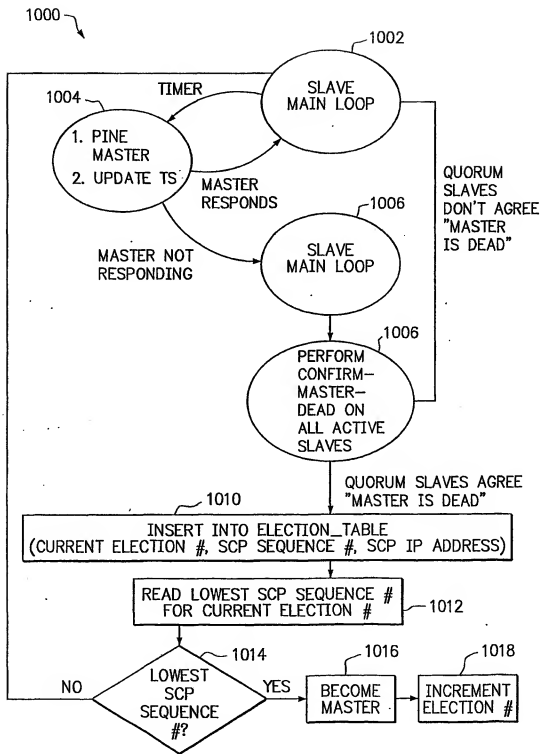 1000
1002
SLAVE
MAIN LOOP
TIMER
1004
1. PINE
MASTER
2. UPDATE TS
MASTER
RESPONDS
QUORUM
SLAVES
DON'T AGREE
"MASTER
IS DEAD"
1006
SLAVE
MAIN LOOP
MASTER NOT
RESPONDING
1006
PERFORM
CONFIRM–
MASTER–
DEAD ON
ALL ACTIVE
SLAVES
QUORUM SLAVES AGREE
"MASTER IS DEAD"
1010
INSERT INTO ELECTION_TABLE
(CURRENT ELECTION #, SCP SEQUENCE #, SCP IP ADDRESS)
READ LOWEST SCP SEQUENCE #
FOR CURRENT ELECTION #
1012
1014
LOWEST
SCP
SEQUENCE
#?
NO
YES
1016
BECOME
MASTER
1018
INCREMENT
ELECTION #